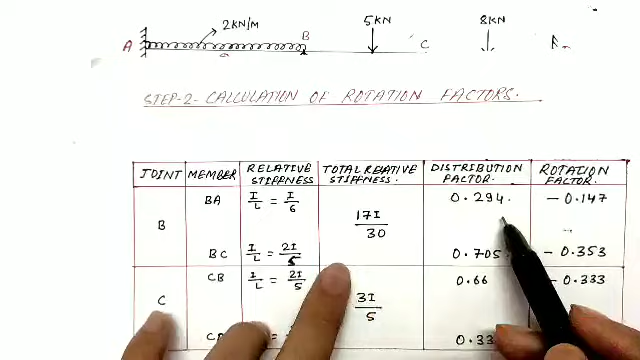 2KN/M
5KN
8KN
A
B
C
STEP-2- CALCULATION OF ROTATION FACTORS.
JOINT
MEMBER
RELATIVE STIFFNESS
TOTAL RELATIVE STIFFNESS.
DISTRIBUTION FACTOR.
ROTATION FACTOR.
B
BA
I/L = I/6
17I/30
0.294.
-0.147
BC
I/L = 2I/5
0.705
-0.353
C
CB
I/L = 2I/5
3I/5
0.66
-0.333
0.33